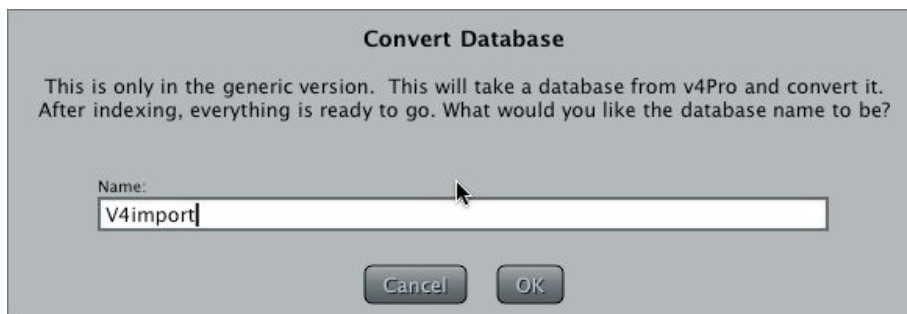 Convert Database
This is only in the generic version.  This will take a database from v4Pro and convert it.
After indexing, everything is ready to go. What would you like the database name to be?
Name:
V4import
Cancel OK